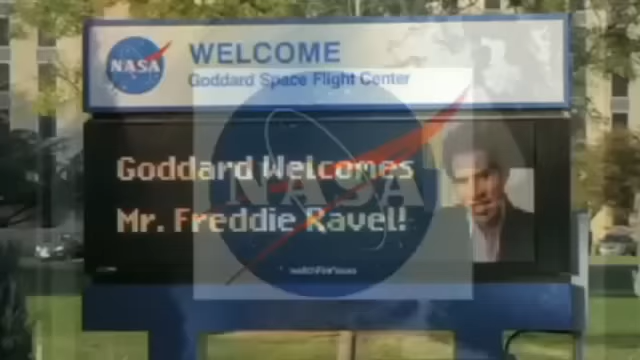 NASA
WELCOME
Goddard Space Flight Center
Goddard Welcomes
NASA
Mr. Freddie Ravel!